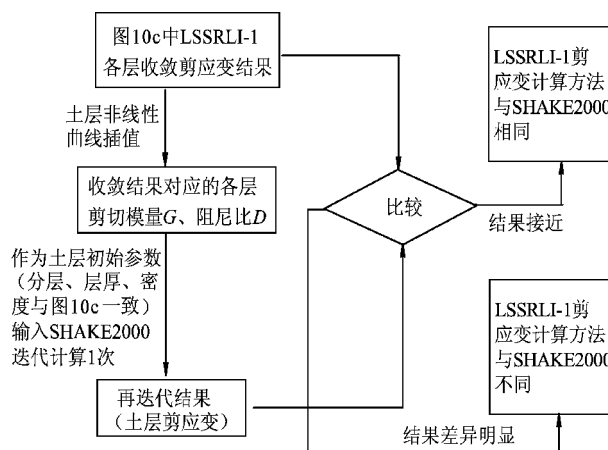 图10c中LSSRLI-1
各层收敛剪应变结果
土层非线性
曲线插值
收敛结果对应的各层
剪切模量G、阻尼比D
作为土层初始参数
（分层、层厚、密
度与图10c一致）
输入SHAKE2000
迭代计算1次
再迭代结果
（土层剪应变）
比较
结果接近
LSSRLI-1剪
应变计算方法
与SHAKE2000
相同
LSSRLI-1剪
应变计算方法
与SHAKE2000
不同
结果差异明显